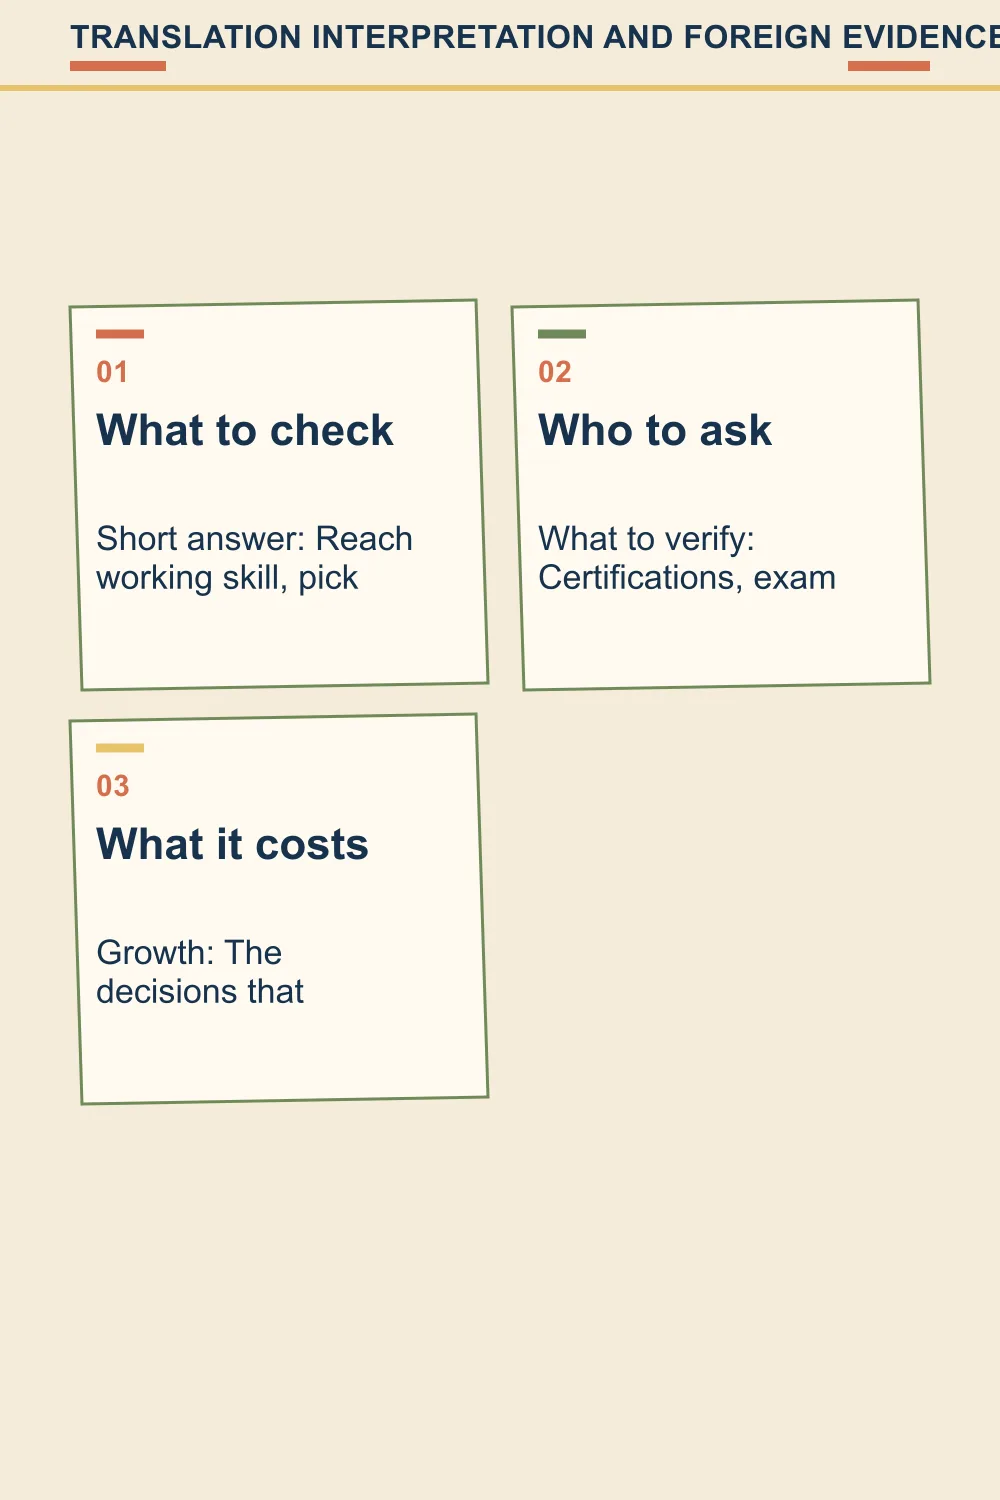 TRANSLATION INTERPRETATION AND FOREIGN EVIDENCE
01
What to check
Short answer: Reach
working skill, pick
02
Who to ask
What to verify:
Certifications, exam
03
What it costs
Growth: The
decisions that